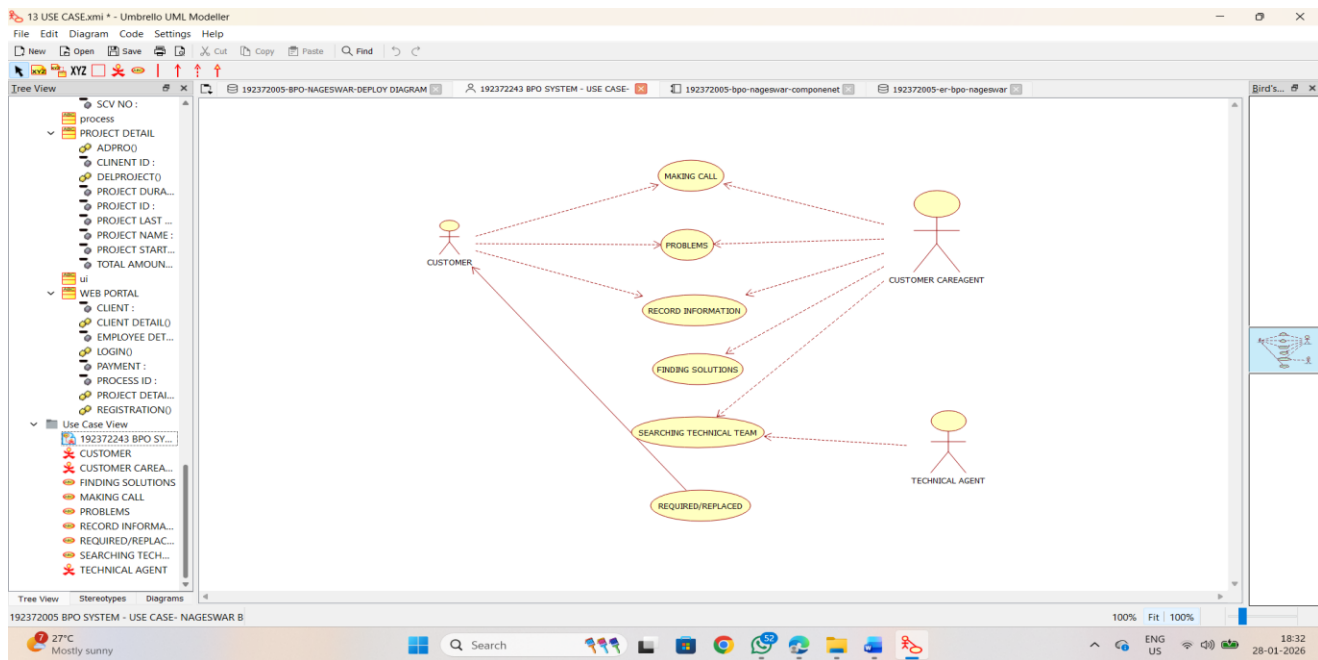 13 USE CASE.xmi * - Umbrello UML Modeller
File Edit Diagram Code Settings Help
New Open Save Cut Copy Paste Find
XYZ XYZ
Tree View
192372005-BPO-NAGESWAR-DEPLOY DIAGRAM 192372243 BPO SYSTEM - USE CASE- 192372005-bpo-nageswar-componenet 192372005-er-bpo-nageswar
Bird's...
SCV NO :
process
PROJECT DETAIL
ADPRO()
CLINENT ID :
DELPROJECT()
PROJECT DURA...
PROJECT ID :
PROJECT LAST ...
PROJECT NAME :
PROJECT START...
TOTAL AMOUN...
ui
WEB PORTAL
CLIENT :
CLIENT DETAIL()
EMPLOYEE DET...
LOGIN()
PAYMENT :
PROCESS ID :
PROJECT DETAI...
REGISTRATION()
Use Case View
192372243 BPO SY...
CUSTOMER
CUSTOMER CAREA...
FINDING SOLUTIONS
MAKING CALL
PROBLEMS
RECORD INFORMA...
REQUIRED/REPLAC...
SEARCHING TECH...
TECHNICAL AGENT
Tree View Stereotypes Diagrams
MAKING CALL
PROBLEMS
CUSTOMER
CUSTOMER CAREAGENT
RECORD INFORMATION
FINDING SOLUTIONS
SEARCHING TECHNICAL TEAM
TECHNICAL AGENT
REQUIRED/REPLACED
192372005 BPO SYSTEM - USE CASE- NAGESWAR B
100% Fit 100%
7
27°C
Mostly sunny
Search
52
ENG
US
18:32
28-01-2026